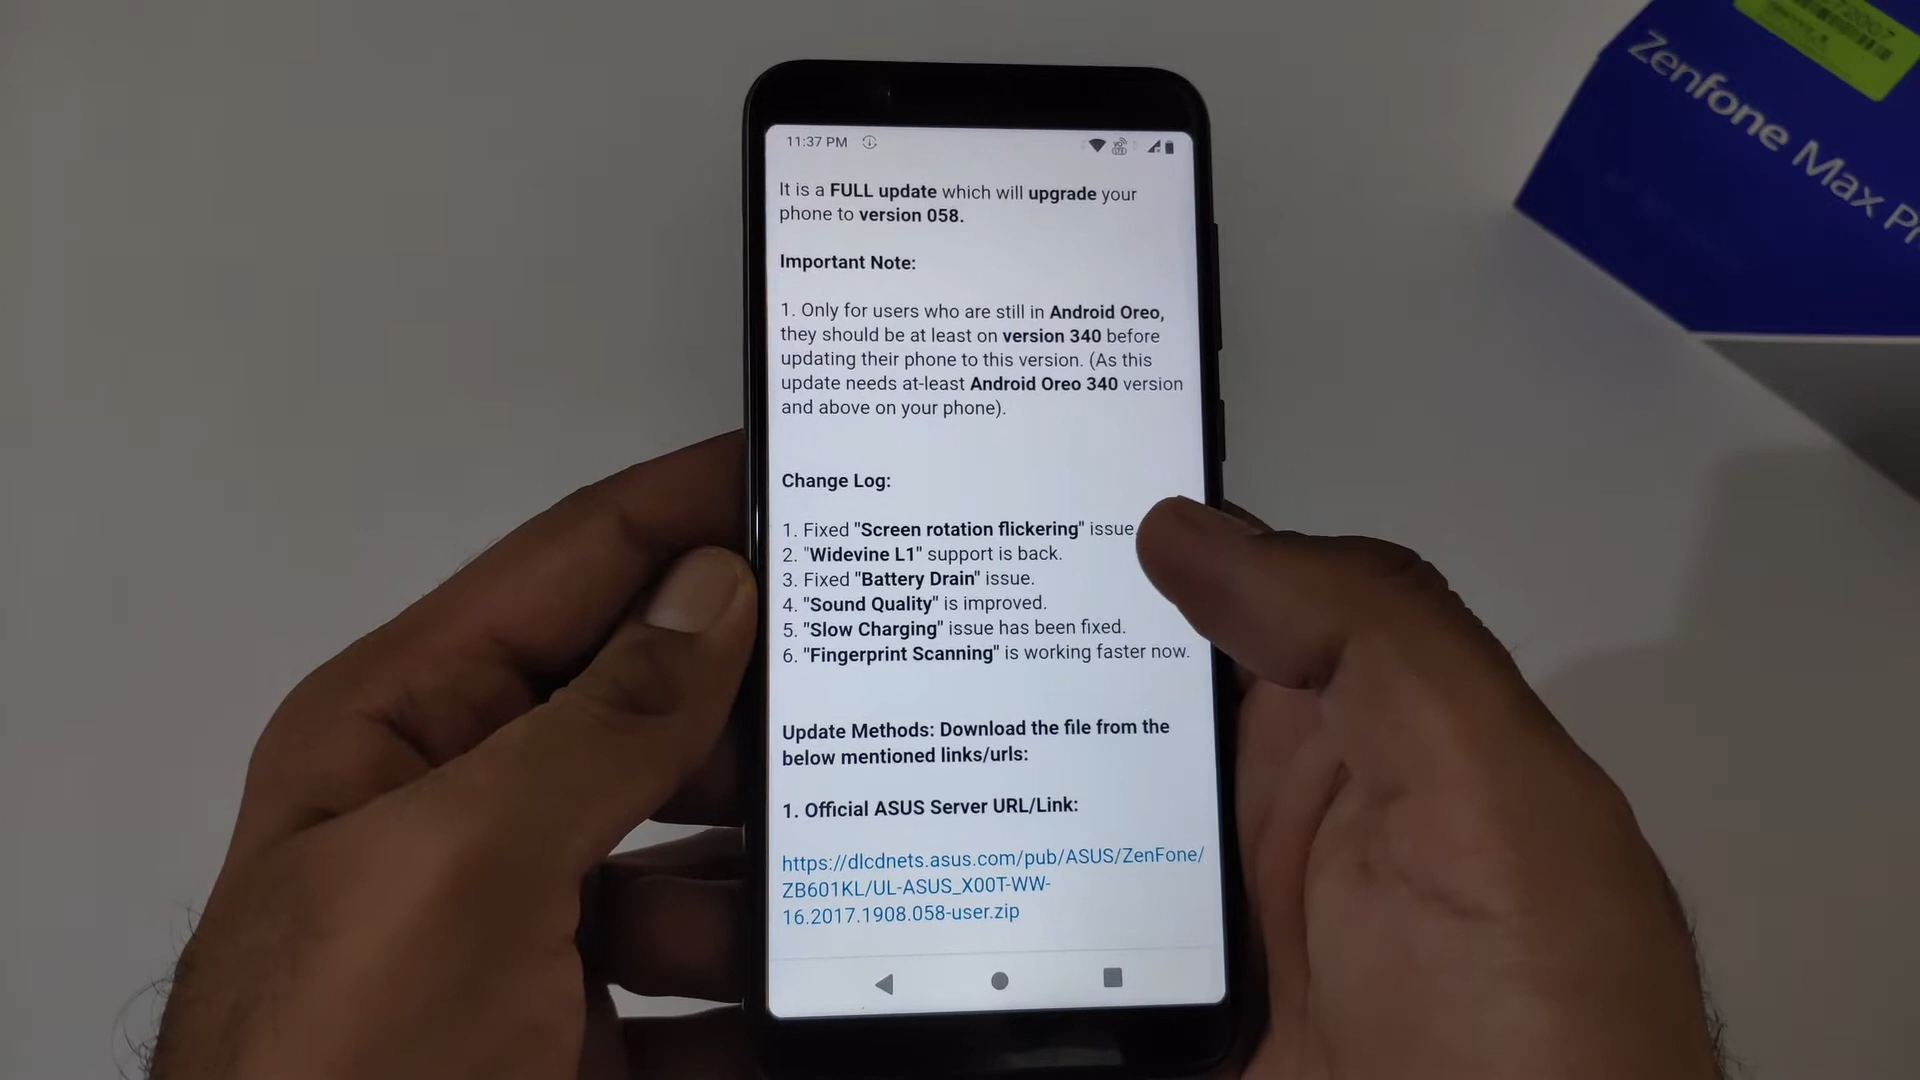 11:37 PM
It is a FULL update which will upgrade your
phone to version 058.
Important Note:
1. Only for users who are still in Android Oreo,
they should be at least on version 340 before
updating their phone to this version. (As this
update needs at-least Android Oreo 340 version
and above on your phone).
Change Log:
1. Fixed "Screen rotation flickering" issue
2. "Widevine L1" support is back.
3. Fixed "Battery Drain" issue.
4. "Sound Quality" is improved.
5. "Slow Charging" issue has been fixed.
6. "Fingerprint Scanning" is working faster now.
Update Methods: Download the file from the
below mentioned links/urls:
1. Official ASUS Server URL/Link:
https://dlcdnets.asus.com/pub/ASUS/ZenFone/
ZB601KL/UL-ASUS_X00T-WW-
16.2017.1908.058-user.zip
Zenfone Max Pr